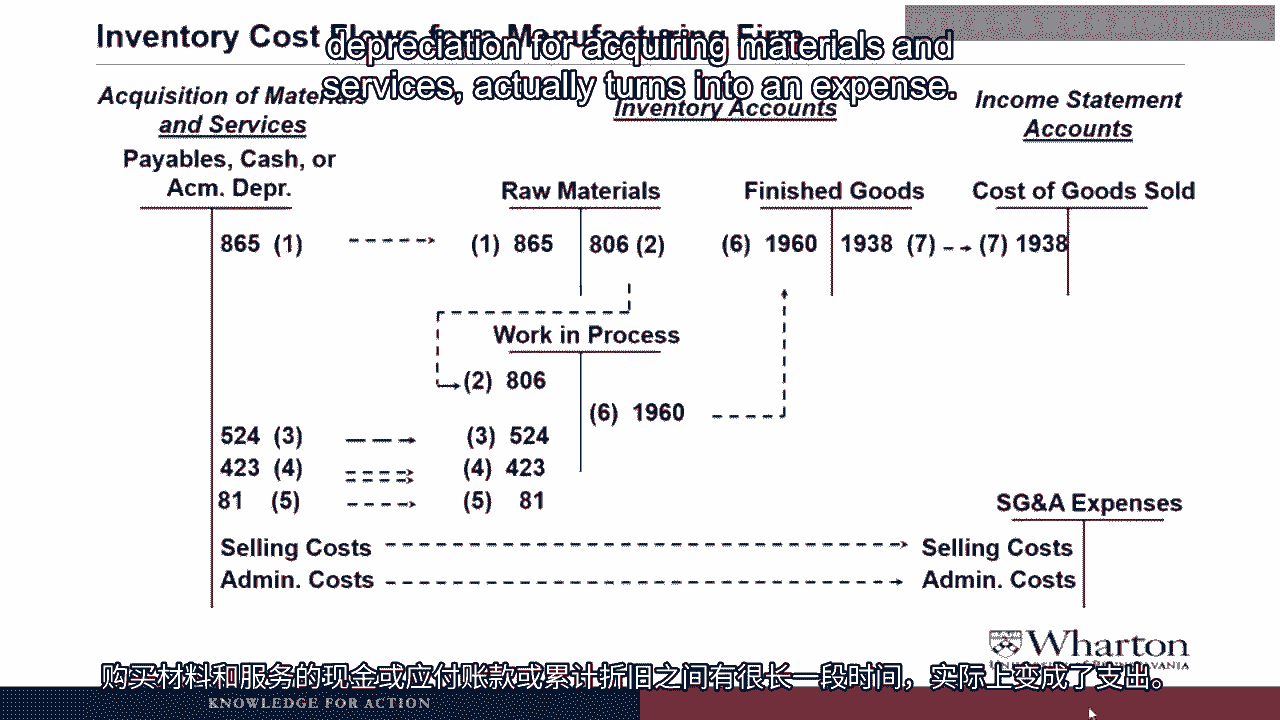 Inventory Cost Flows for a Manufacturing Firm
depreciation for acquiring materials and
services, actually turns into an expense.
Acquisition of Materials
and Services
Inventory Accounts
Income Statement
Accounts
Payables, Cash, or
Acm. Depr.
Raw Materials
Finished Goods
Cost of Goods Sold
865 (1)
(1) 865
806 (2)
(6) 1960
1938 (7)
(7) 1938
Work in Process
(2) 806
(6) 1960
524 (3)
(3) 524
423 (4)
(4) 423
81 (5)
(5) 81
SG&A Expenses
Selling Costs
Selling Costs
Admin. Costs
Admin. Costs
Wharton
购买材料和服务的现金或应付账款或累计折旧之间有很长一段时间，实际上变成了支出。
KNOWLEDGE FOR ACTION